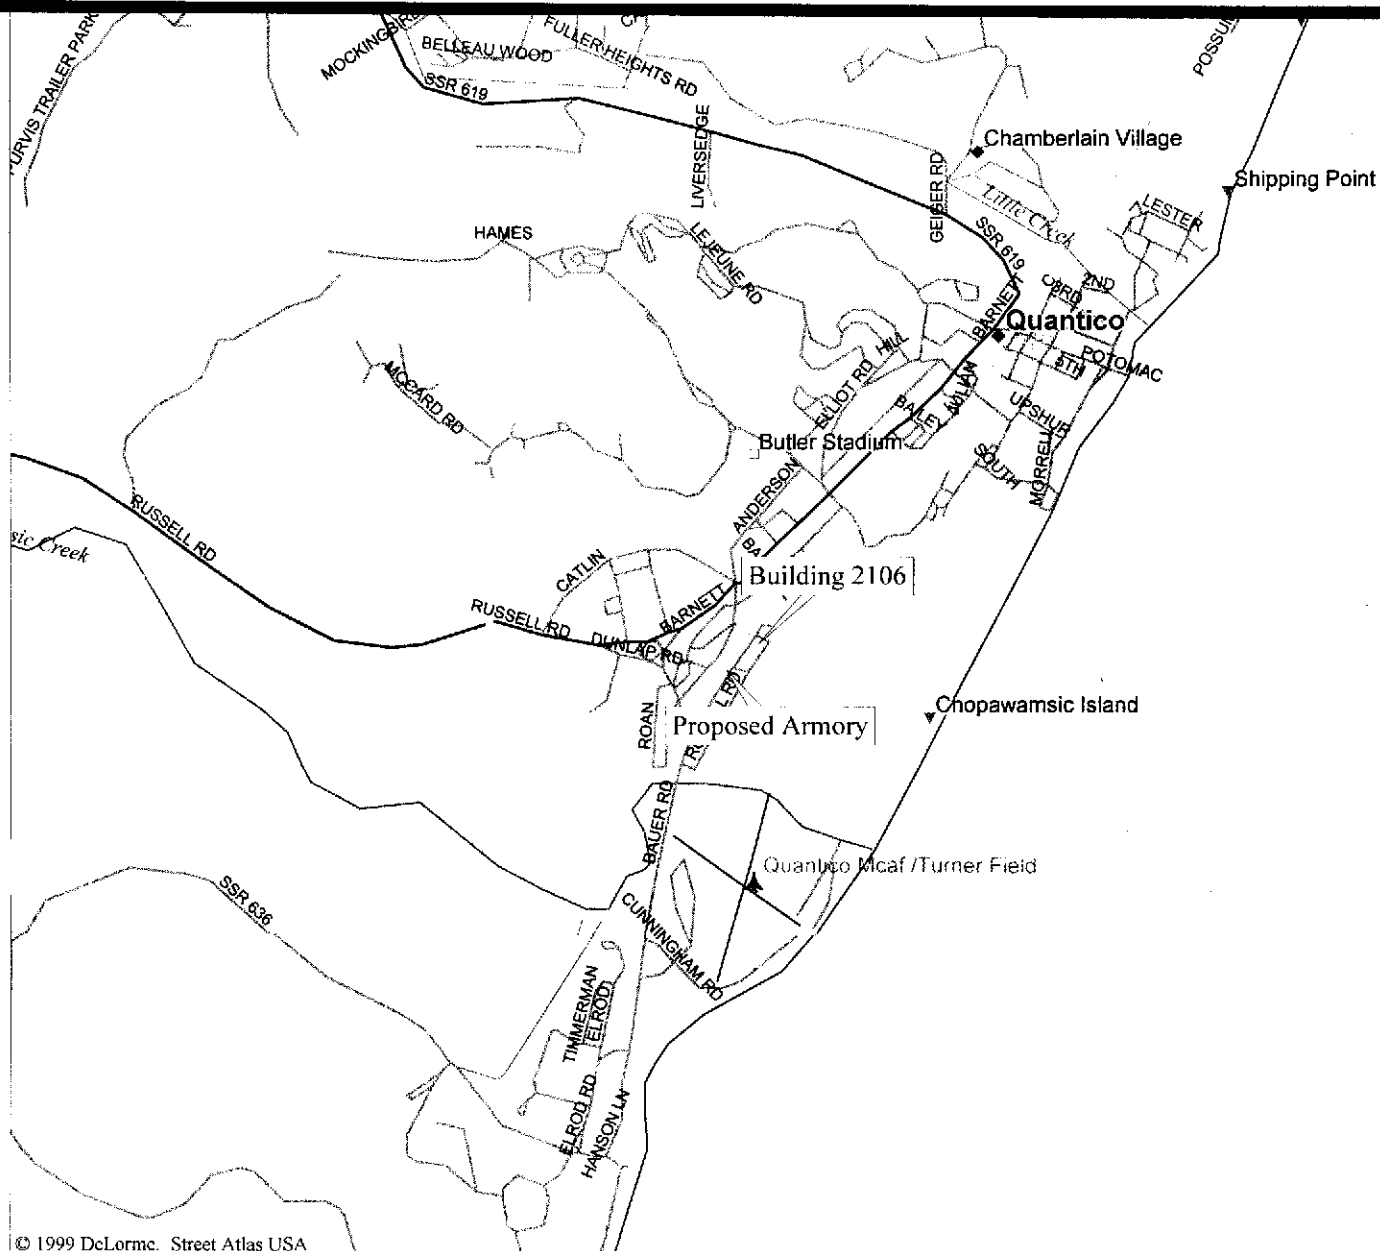 PURVIS TRAILER PARK
MOCKINGBIRD
BELLEAU WOOD
FULLER HEIGHTS RD
POSSU
SSR 619
LIVERSEDGE
Chamberlain Village
GEIGER RD
Little Creek
Shipping Point
LESTER
HAMES
LEJEUNE RD
SSR 619
2ND
3RD
BARNETT
Quantico
HILL
5TH
POTOMAC
MCCARD RD
ELLIOT RD
BAILEY
UPSHUR
Butler Stadium
SOUTH
MORRELL
ANDERSON
RUSSELL RD
sic Creek
BA
CATLIN
Building 2106
RUSSELL RD
BARNETT
DUNLAP RD
L RD
ROAN
Chopawamsic Island
Proposed Armory
BAUER RD
Quantico Mcaf /Turner Field
SSR 636
CUNNINGHAM RD
TIMMERMAN
ELROD
ELROD RD
HANSON LN
© 1999 DeLorme. Street Atlas USA